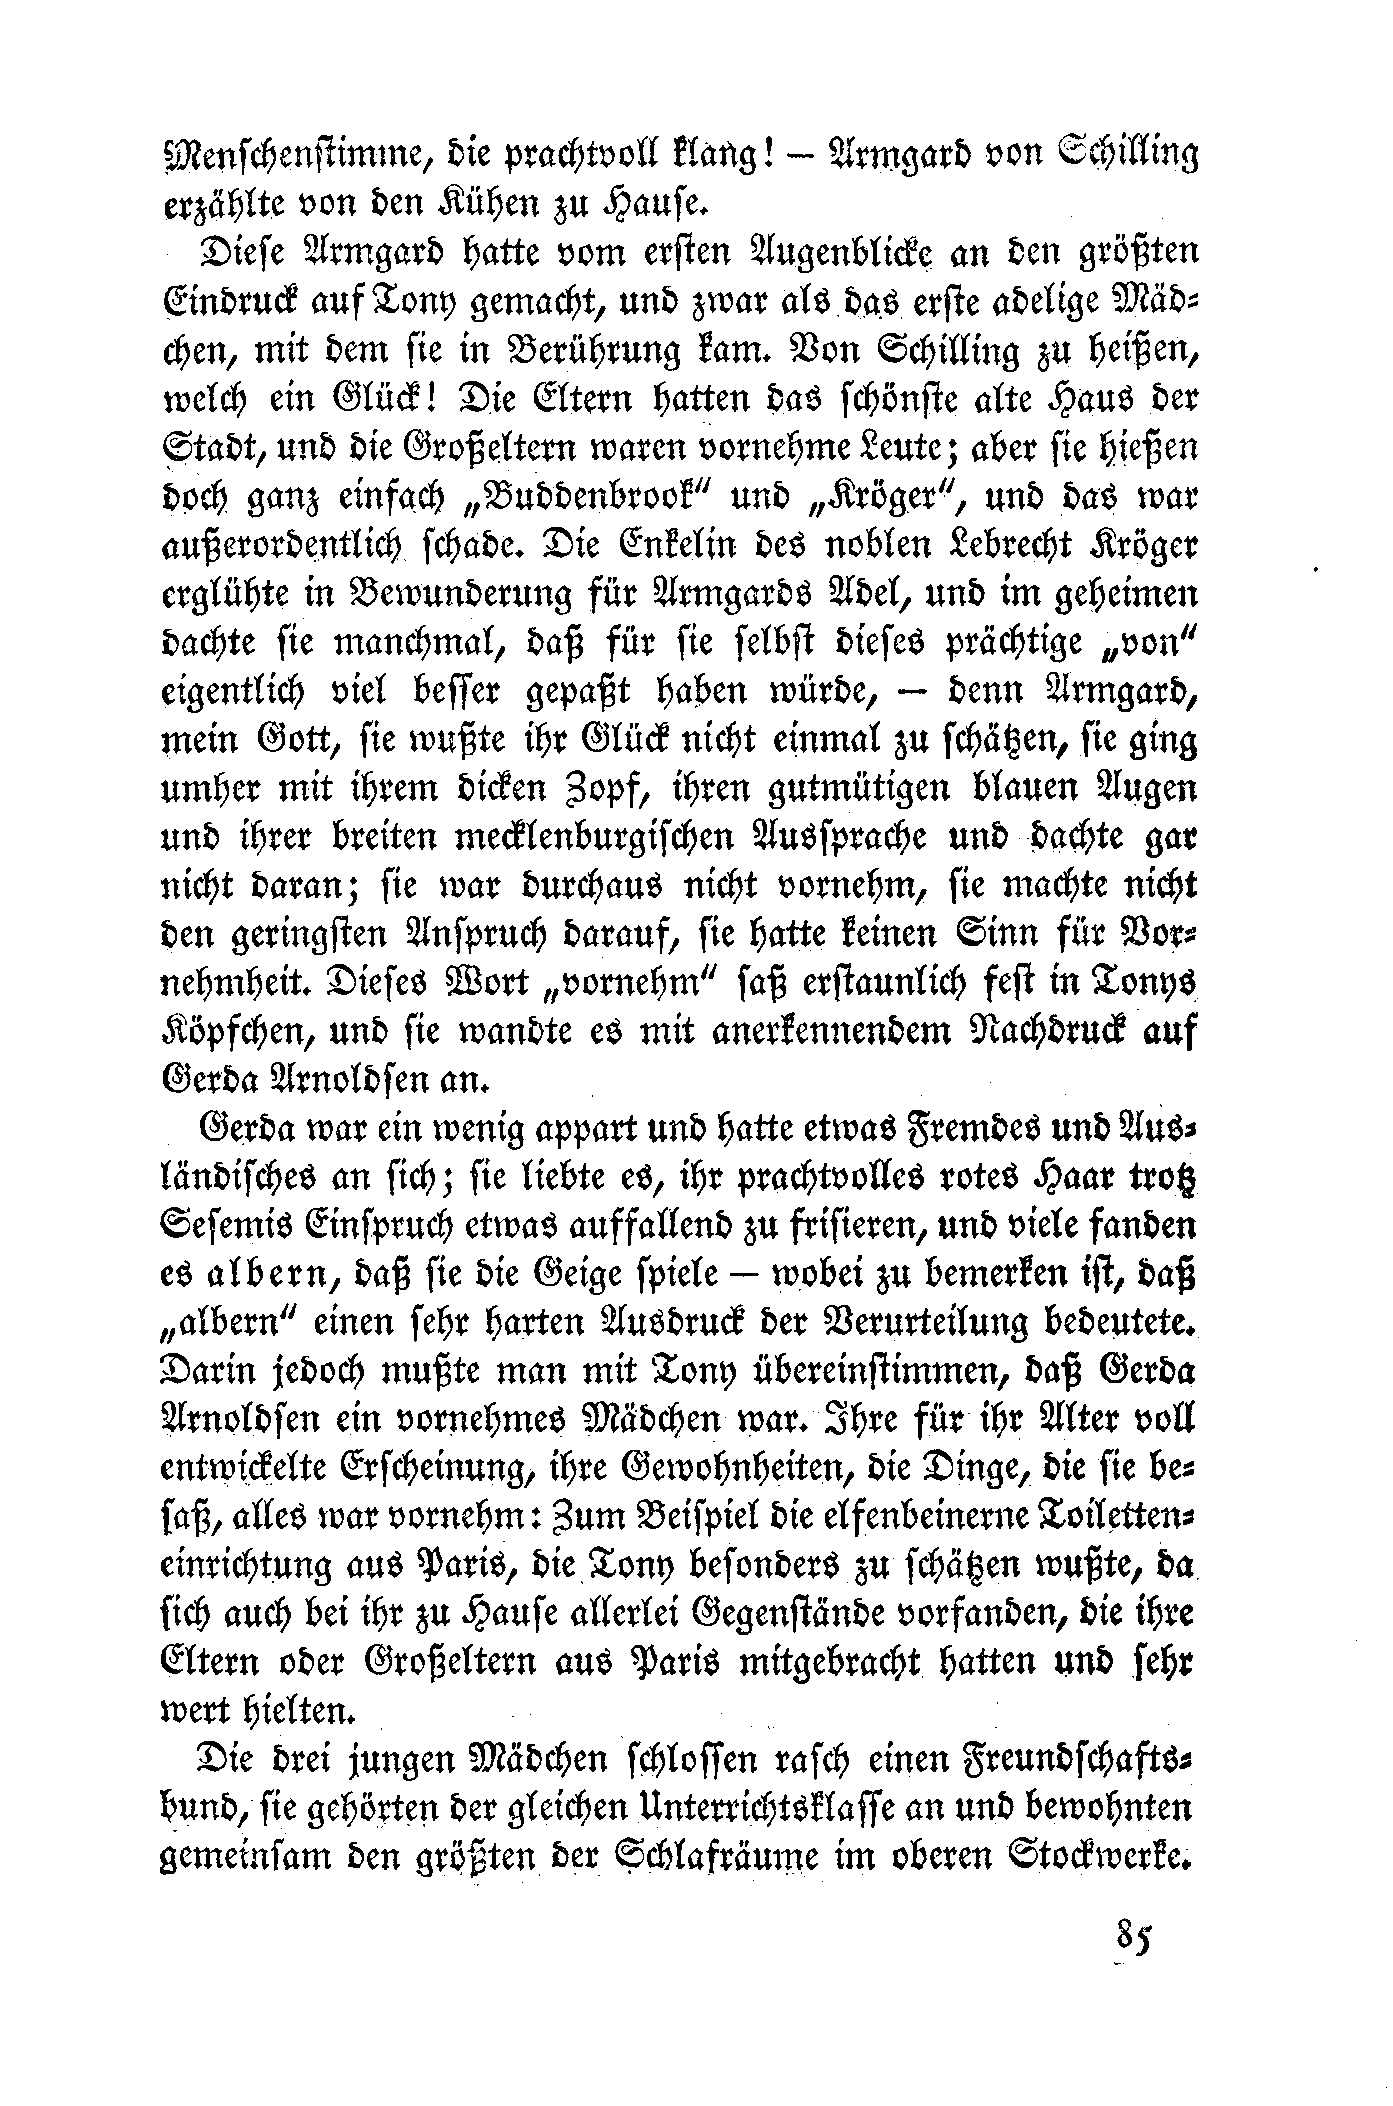 Menschenstimme, die prachtvoll klang! — Armgard von Schilling
erzählte von den Kühen zu Hause.
Diese Armgard hatte vom ersten Augenblicke an den größten
Eindruck auf Tony gemacht, und zwar als das erste adelige Mäd-
chen, mit dem sie in Berührung kam. Von Schilling zu heißen,
welch ein Glück! Die Eltern hatten das schönste alte Haus der
Stadt, und die Großeltern waren vornehme Leute; aber sie hießen
doch ganz einfach „Buddenbrook“ und „Kröger“, und das war
außerordentlich schade. Die Enkelin des noblen Lebrecht Kröger
erglühte in Bewunderung für Armgards Adel, und im geheimen
dachte sie manchmal, daß für sie selbst dieses prächtige „von“
eigentlich viel besser gepaßt haben würde, — denn Armgard,
mein Gott, sie wußte ihr Glück nicht einmal zu schätzen, sie ging
umher mit ihrem dicken Zopf, ihren gutmütigen blauen Augen
und ihrer breiten mecklenburgischen Aussprache und dachte gar
nicht daran; sie war durchaus nicht vornehm, sie machte nicht
den geringsten Anspruch darauf, sie hatte keinen Sinn für Vor-
nehmheit. Dieses Wort „vornehm“ saß erstaunlich fest in Tonys
Köpfchen, und sie wandte es mit anerkennendem Nachdruck auf
Gerda Arnoldsen an.
Gerda war ein wenig appart und hatte etwas Fremdes und Aus-
ländisches an sich; sie liebte es, ihr prachtvolles rotes Haar trotz
Sesemis Einspruch etwas auffallend zu frisieren, und viele fanden
es albern, daß sie die Geige spiele — wobei zu bemerken ist, daß
„albern“ einen sehr harten Ausdruck der Verurteilung bedeutete.
Darin jedoch mußte man mit Tony übereinstimmen, daß Gerda
Arnoldsen ein vornehmes Mädchen war. Ihre für ihr Alter voll
entwickelte Erscheinung, ihre Gewohnheiten, die Dinge, die sie be-
saß, alles war vornehm: Zum Beispiel die elfenbeinerne Toiletten-
einrichtung aus Paris, die Tony besonders zu schätzen wußte, da
sich auch bei ihr zu Hause allerlei Gegenstände vorfanden, die ihre
Eltern oder Großeltern aus Paris mitgebracht hatten und sehr
wert hielten.
Die drei jungen Mädchen schlossen rasch einen Freundschafts-
bund, sie gehörten der gleichen Unterrichtsklasse an und bewohnten
gemeinsam den größten der Schlafräume im oberen Stockwerke.
85